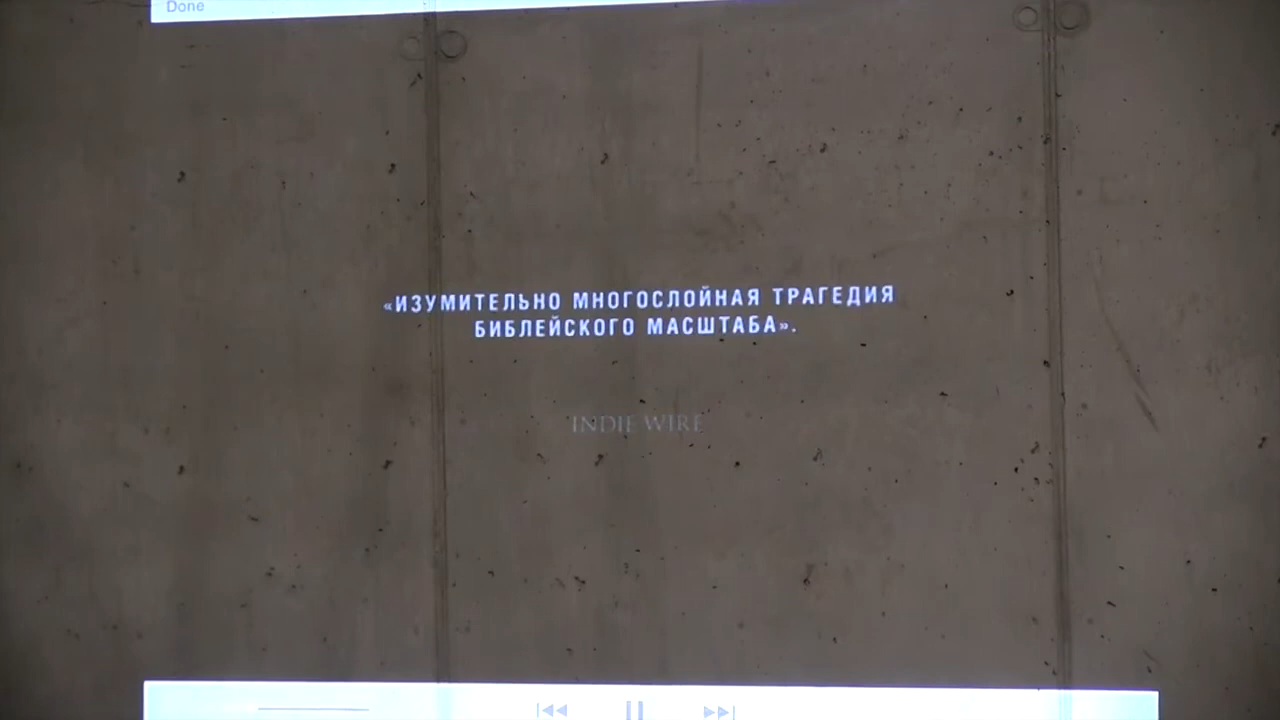 Done
«ИЗУМИТЕЛЬНО МНОГОСЛОЙНАЯ ТРАГЕДИЯ
БИБЛЕЙСКОГО МАСШТАБА».
INDIE WIRE